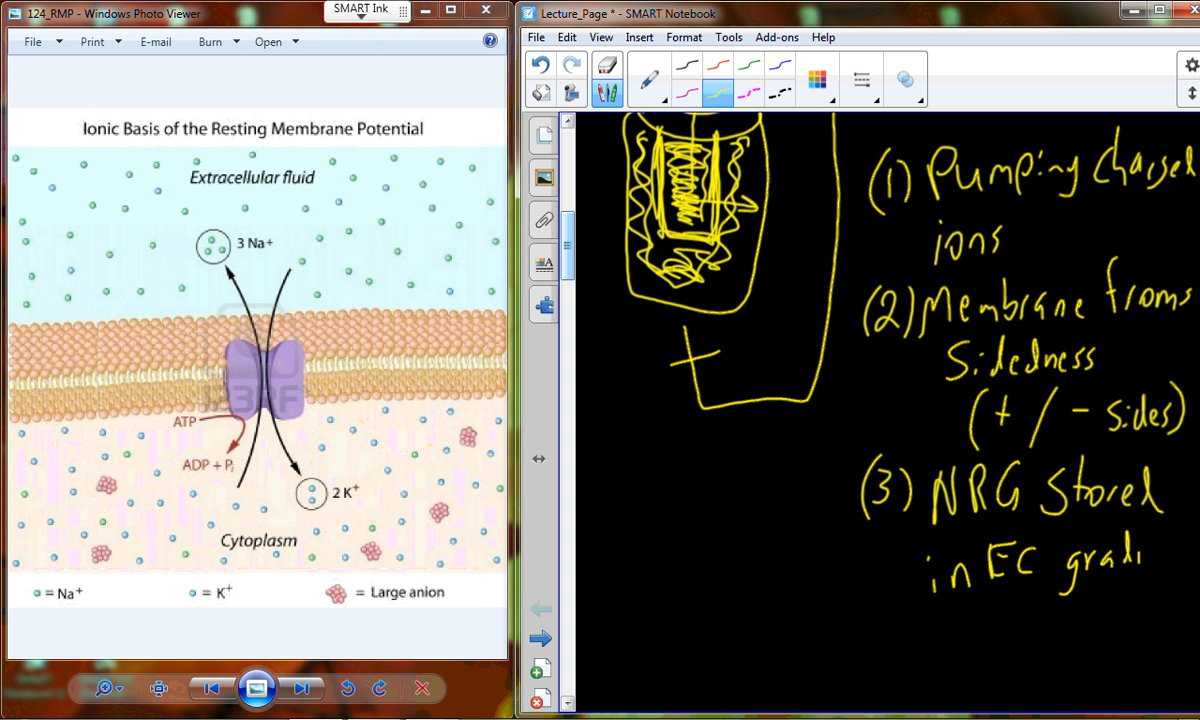 124_RMP - Windows Photo Viewer
SMART Ink
File Print E-mail Burn Open
Ionic Basis of the Resting Membrane Potential
Extracellular fluid
3 Na+
ATP
ADP + Pi
2 K+
Cytoplasm
= Na+ = K+ = Large anion
Lecture_Page * - SMART Notebook
File Edit View Insert Format Tools Add-ons Help
(1) Pumping charged
ions
(2) Membrane froms
Sidedness
(+ / - sides)
(3) NRG Stored
in EC gradi
+